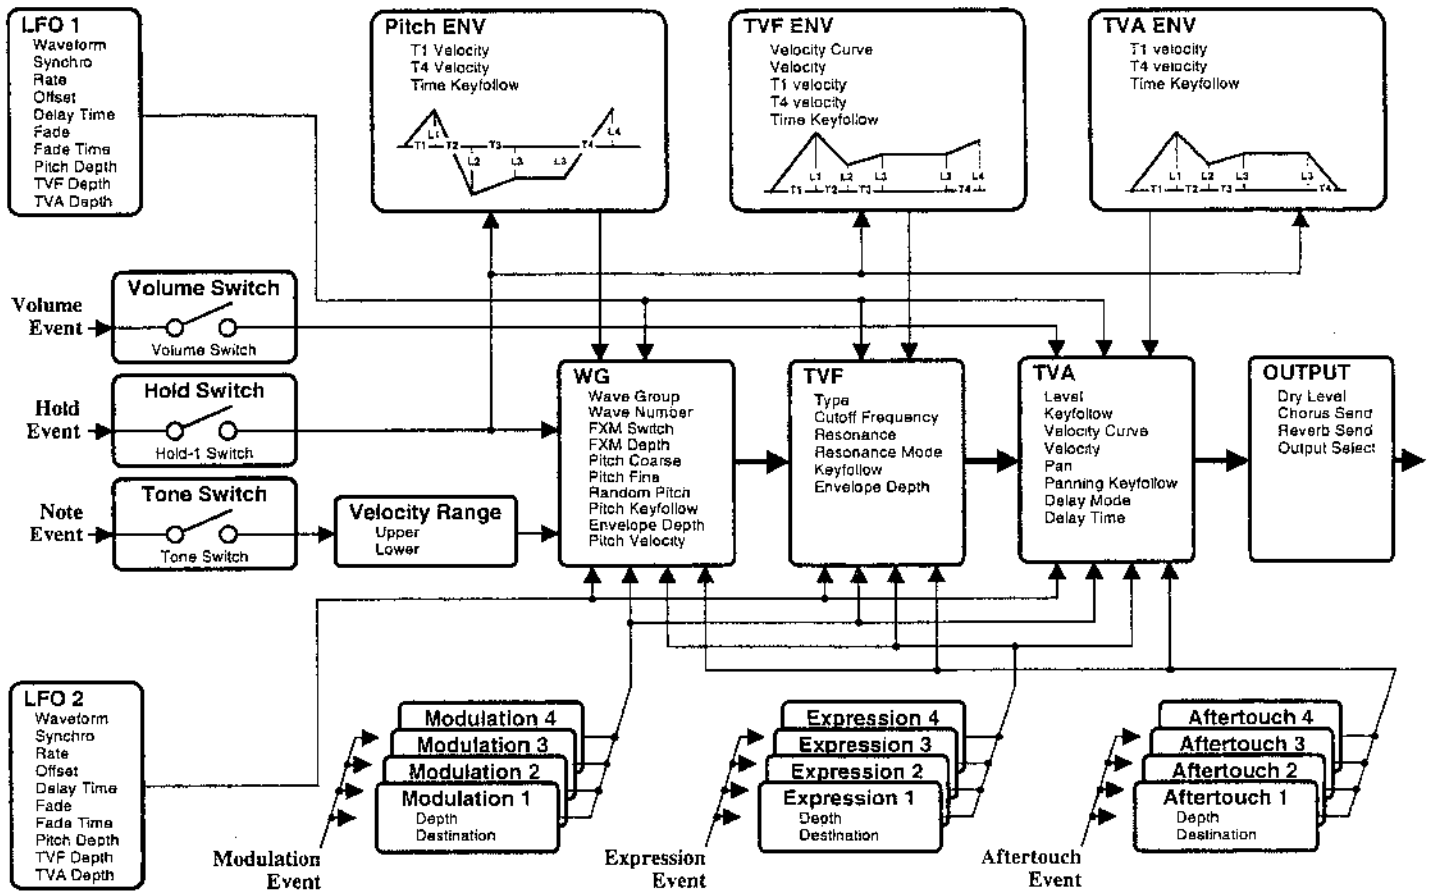 LFO 1
Waveform
Synchro
Rate
Offset
Delay Time
Fade
Fade Time
Pitch Depth
TVF Depth
TVA Depth
Pitch ENV
T1 Velocity
T4 Velocity
Time Keyfollow
L1
T1
T2
T3
T4
L4
L2
L3
L3
TVF ENV
Velocity Curve
Velocity
T1 velocity
T4 velocity
Time Keyfollow
L1
L2
L3
L3
L4
T1
T2
T3
T4
TVA ENV
T1 velocity
T4 velocity
Time Keyfollow
L1
L2
L3
L3
T1
T2
T3
T4
Volume
Event
Volume Switch
Volume Switch
Hold
Event
Hold Switch
Hold-1 Switch
Note
Event
Tone Switch
Tone Switch
Velocity Range
Upper
Lower
WG
Wave Group
Wave Number
FXM Switch
FXM Depth
Pitch Coarse
Pitch Fine
Random Pitch
Pitch Keyfollow
Envelope Depth
Pitch Velocity
TVF
Type
Cutoff Frequency
Resonance
Resonance Mode
Keyfollow
Envelope Depth
TVA
Level
Keyfollow
Velocity Curve
Velocity
Pan
Panning Keyfollow
Delay Mode
Delay Time
OUTPUT
Dry Level
Chorus Send
Reverb Send
Output Select
LFO 2
Waveform
Synchro
Rate
Offset
Delay Time
Fade
Fade Time
Pitch Depth
TVF Depth
TVA Depth
Modulation 4
Modulation 3
Modulation 2
Modulation 1
Depth
Destination
Modulation
Event
Expression 4
Expression 3
Expression 2
Expression 1
Depth
Destination
Expression
Event
Aftertouch 4
Aftertouch 3
Aftertouch 2
Aftertouch 1
Depth
Destination
Aftertouch
Event